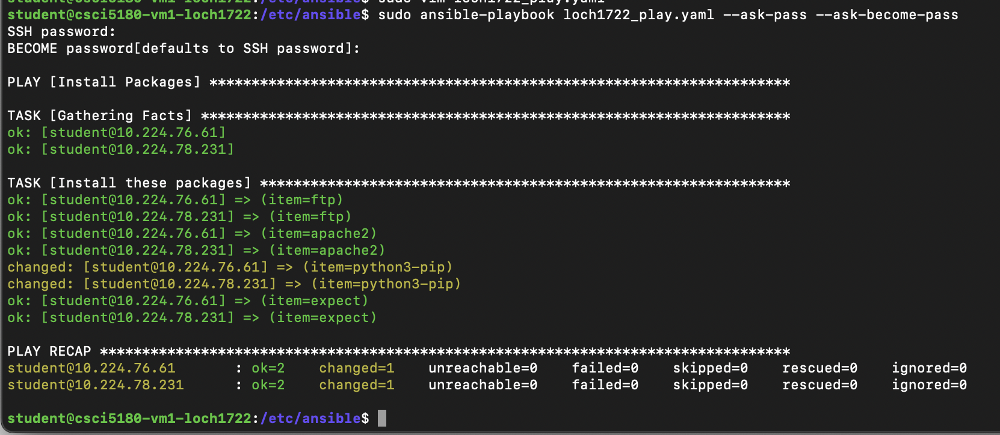 student@csci5180-vm1-loch1722:/etc/ansible$ sudo vim loch1722_play.yaml
student@csci5180-vm1-loch1722:/etc/ansible$ sudo ansible-playbook loch1722_play.yaml --ask-pass --ask-become-pass
SSH password:
BECOME password[defaults to SSH password]:
PLAY [Install Packages] *********************************************************************
TASK [Gathering Facts] **********************************************************************
ok: [student@10.224.76.61]
ok: [student@10.224.78.231]
TASK [Install these packages] ***************************************************************
ok: [student@10.224.76.61] => (item=ftp)
ok: [student@10.224.78.231] => (item=ftp)
ok: [student@10.224.76.61] => (item=apache2)
ok: [student@10.224.78.231] => (item=apache2)
changed: [student@10.224.76.61] => (item=python3-pip)
changed: [student@10.224.78.231] => (item=python3-pip)
ok: [student@10.224.76.61] => (item=expect)
ok: [student@10.224.78.231] => (item=expect)
PLAY RECAP **********************************************************************************
student@10.224.76.61       : ok=2    changed=1    unreachable=0    failed=0    skipped=0    rescued=0    ignored=0
student@10.224.78.231      : ok=2    changed=1    unreachable=0    failed=0    skipped=0    rescued=0    ignored=0
student@csci5180-vm1-loch1722:/etc/ansible$